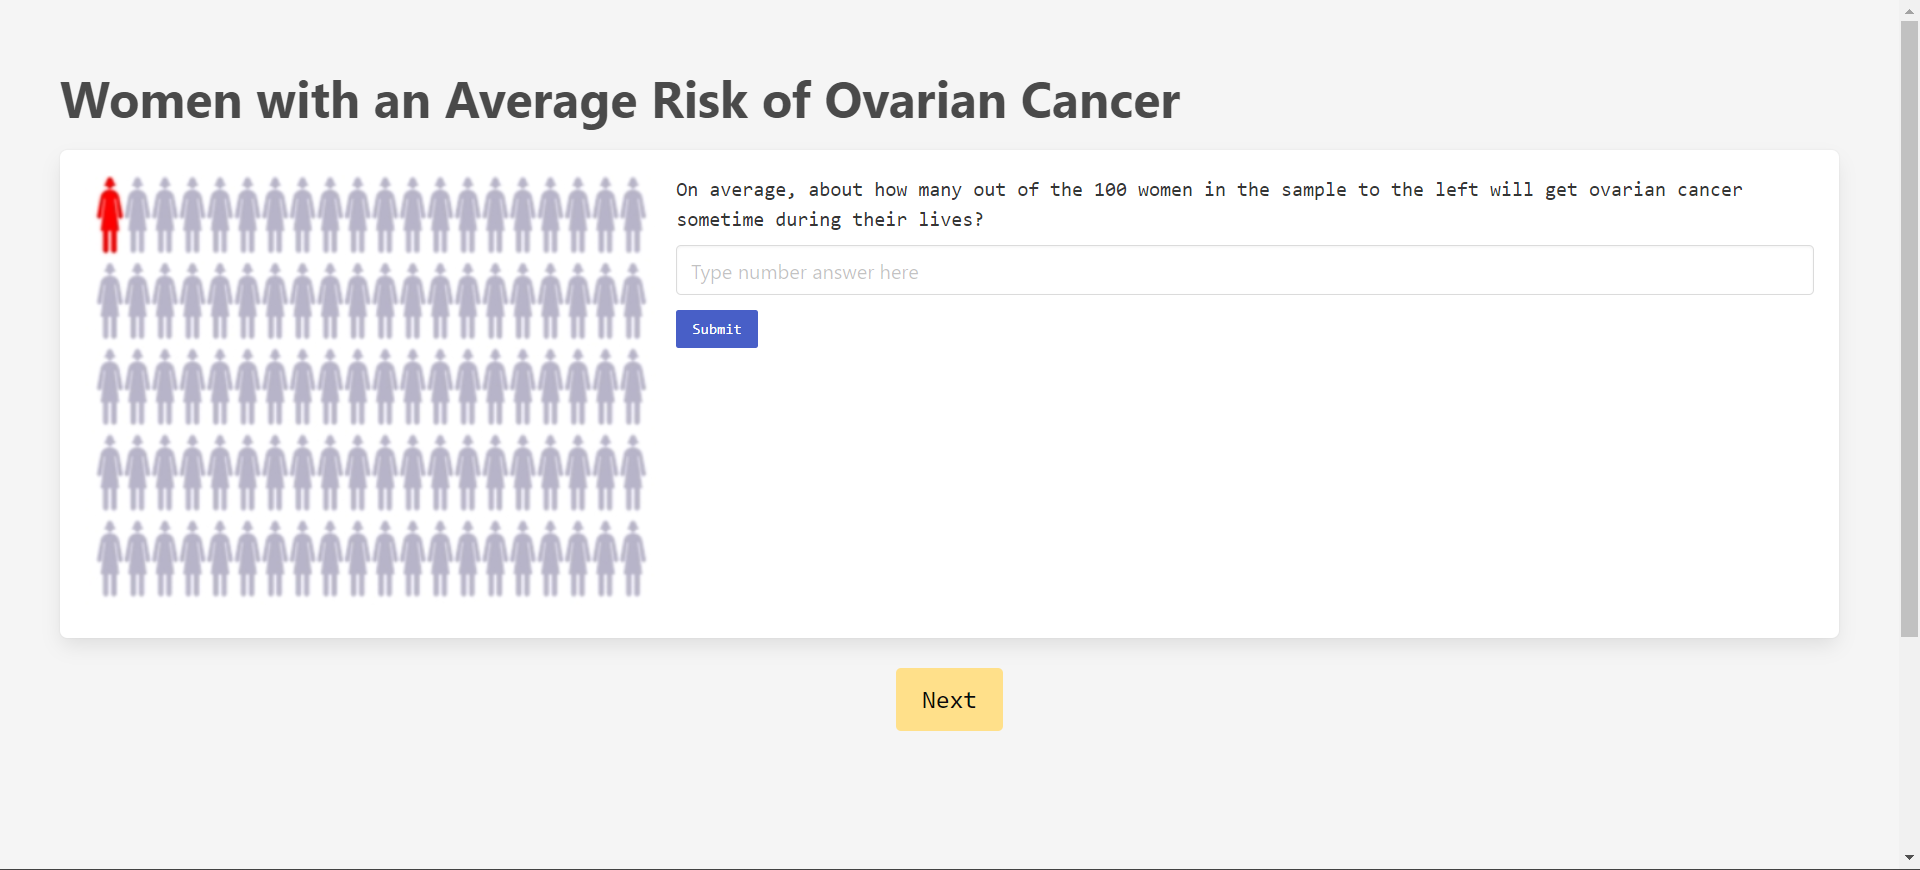 Women with an Average Risk of Ovarian Cancer
On average, about how many out of the 100 women in the sample to the left will get ovarian cancer
sometime during their lives?
Type number answer here
Submit
Next